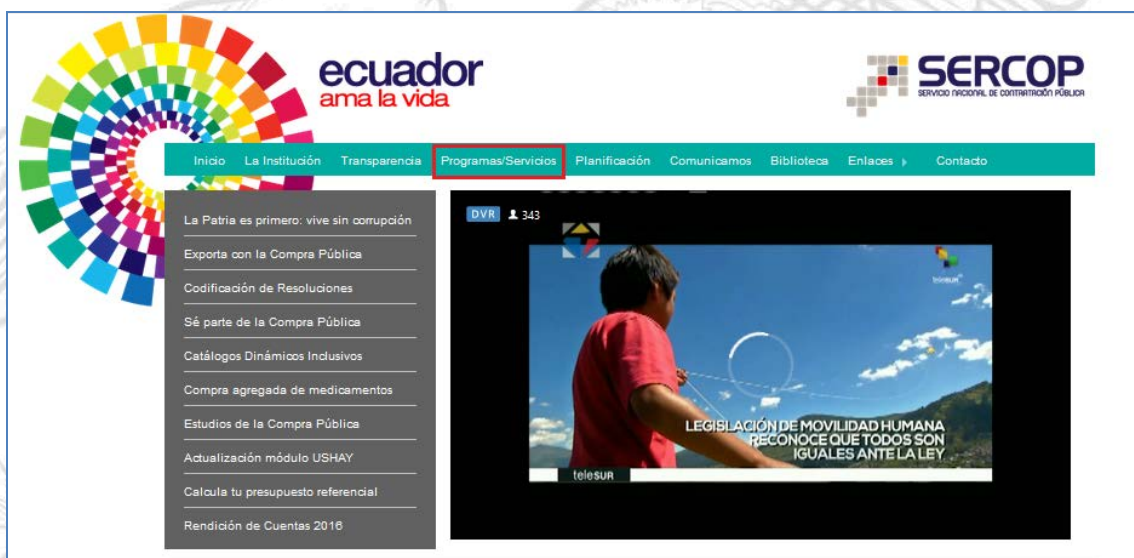 ecuador
ama la vida
SERCOP
SERVICIO NACIONAL DE CONTRATACIÓN PÚBLICA
Inicio La Institución Transparencia Programas/Servicios Planificación Comunicamos Biblioteca Enlaces Contacto
La Patria es primero: vive sin corrupción
Exporta con la Compra Pública
Codificación de Resoluciones
Sé parte de la Compra Pública
Catálogos Dinámicos Inclusivos
Compra agregada de medicamentos
Estudios de la Compra Pública
Actualización módulo USHAY
Calcula tu presupuesto referencial
Rendición de Cuentas 2016
DVR 343
teleSUR
LEGISLACIÓN DE MOVILIDAD HUMANA
RECONOCE QUE TODOS SON
IGUALES ANTE LA LEY
teleSUR